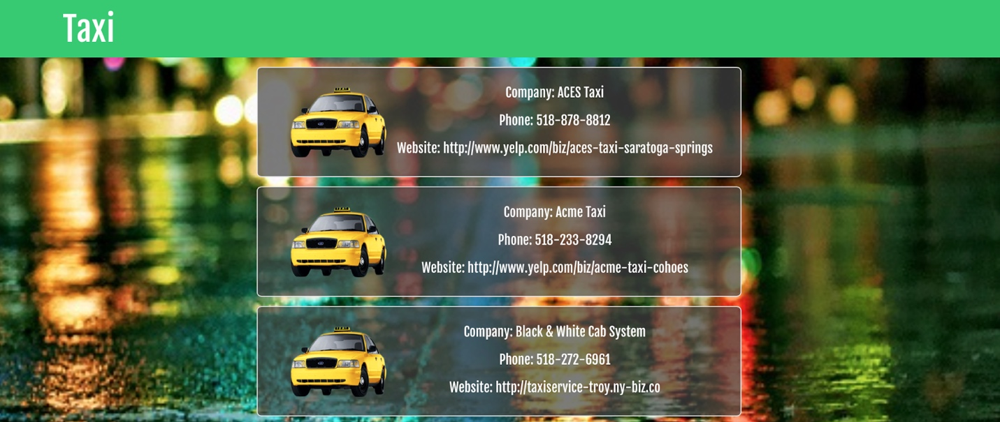 Taxi
Company: ACES Taxi
Phone: 518-878-8812
Website: http://www.yelp.com/biz/aces-taxi-saratoga-springs
Company: Acme Taxi
Phone: 518-233-8294
Website: http://www.yelp.com/biz/acme-taxi-cohoes
Company: Black & White Cab System
Phone: 518-272-6961
Website: http://taxiservice-troy.ny-biz.co